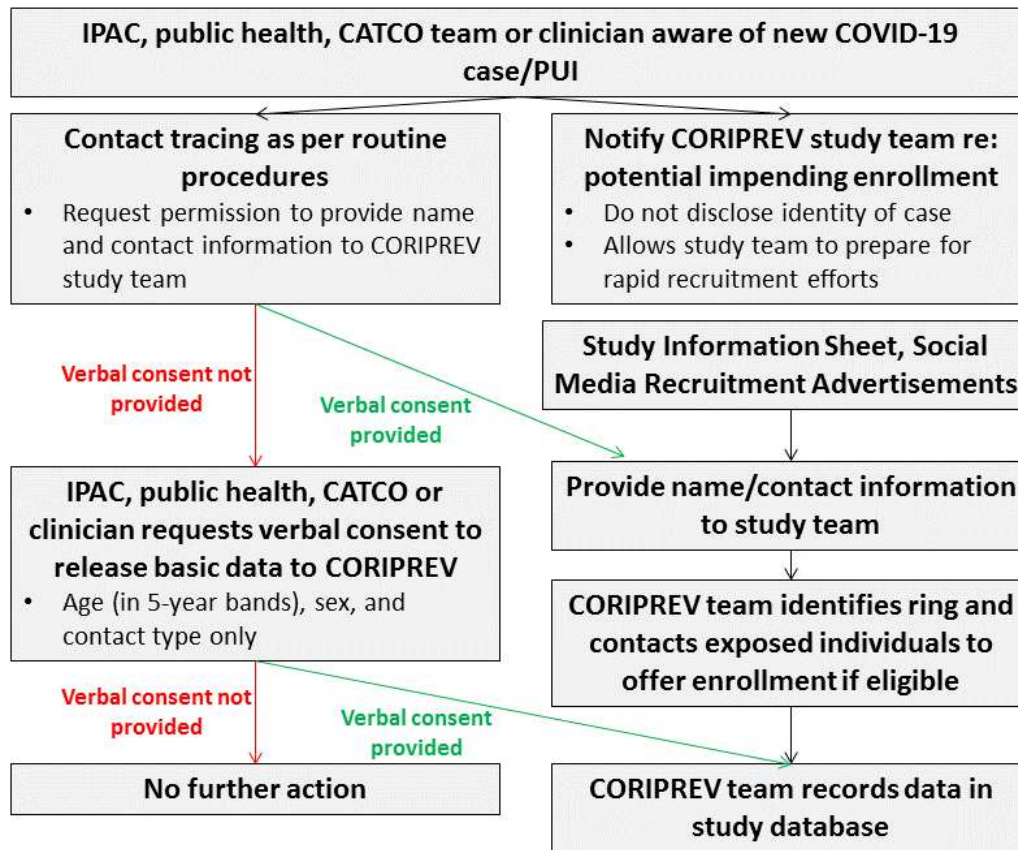 IPAC, public health, CATCO team or clinician aware of new COVID-19
case/PUI
Contact tracing as per routine
procedures
• Request permission to provide name
and contact information to CORIPREV
study team
Notify CORIPREV study team re:
potential impending enrollment
• Do not disclose identity of case
• Allows study team to prepare for
rapid recruitment efforts
Study Information Sheet, Social
Media Recruitment Advertisements
Verbal consent not
provided
Verbal consent
provided
IPAC, public health, CATCO or
clinician requests verbal consent to
release basic data to CORIPREV
• Age (in 5-year bands), sex, and
contact type only
Provide name/contact information
to study team
CORIPREV team identifies ring and
contacts exposed individuals to
offer enrollment if eligible
Verbal consent not
provided
Verbal consent
provided
No further action
CORIPREV team records data in
study database